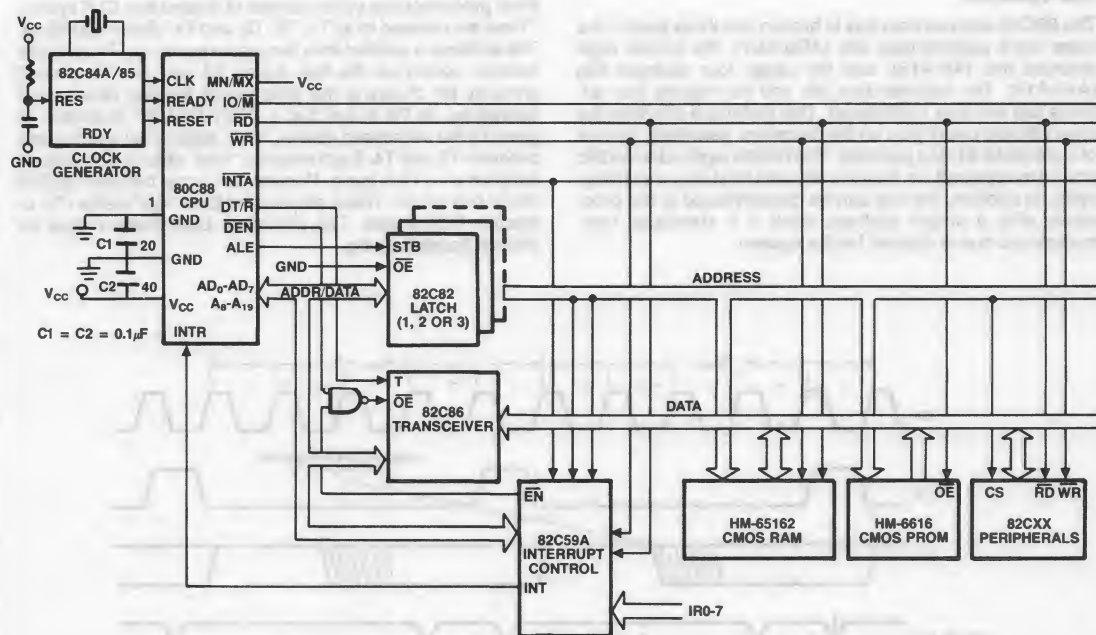 VCC
82C84A/85
RES
RDY
GND
CLOCK
GENERATOR
CLK
READY
RESET
80C88
CPU
MN/MX
VCC
IO/M
RD
WR
INTA
DT/R
DEN
ALE
1
GND
C1
20
GND
C2
40
VCC
VCC
AD0-AD7
A8-A19
INTR
C1 = C2 = 0.1μF
GND
ADDR/DATA
STB
OE
82C82
LATCH
(1, 2 OR 3)
ADDRESS
T
OE
82C86
TRANSCEIVER
DATA
EN
82C59A
INTERRUPT
CONTROL
INT
IR0-7
HM-65162
CMOS RAM
OE
HM-6616
CMOS PROM
CS
RD
WR
82CXX
PERIPHERALS